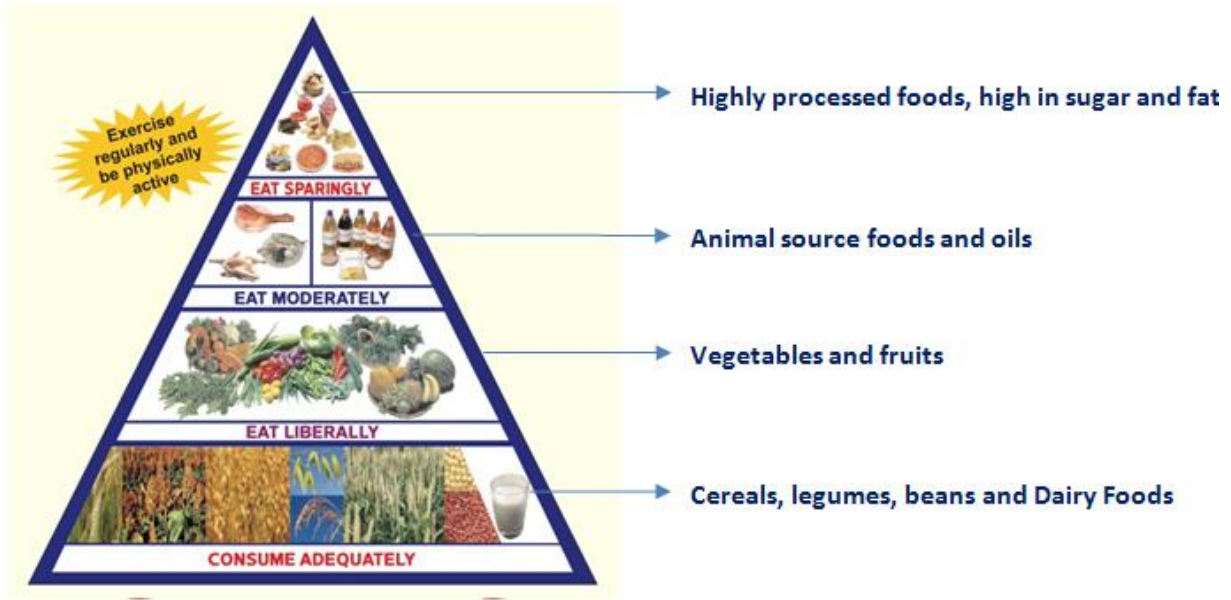 Exercise
regularly and
be physically
active
Highly processed foods, high in sugar and fat
EAT SPARINGLY
Animal source foods and oils
EAT MODERATELY
Vegetables and fruits
EAT LIBERALLY
Cereals, legumes, beans and Dairy Foods
CONSUME ADEQUATELY